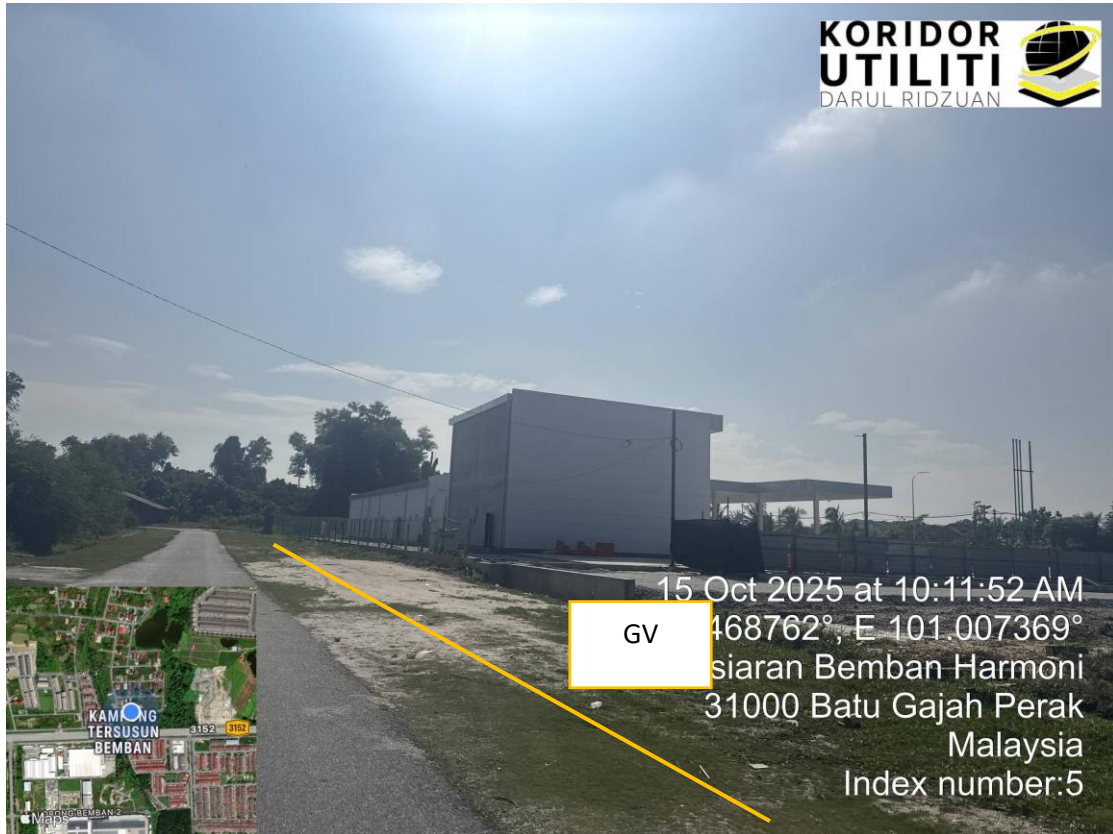 KORIDOR
UTILITI
DARUL RIDZUAN
15 Oct 2025 at 10:11:52 AM
GV
468762°, E 101.007369°
siaran Bemban Harmoni
31000 Batu Gajah Perak
Malaysia
Index number:5
KAMPONG
TERSUSUN
BEMBAN
3152
3152
Maps